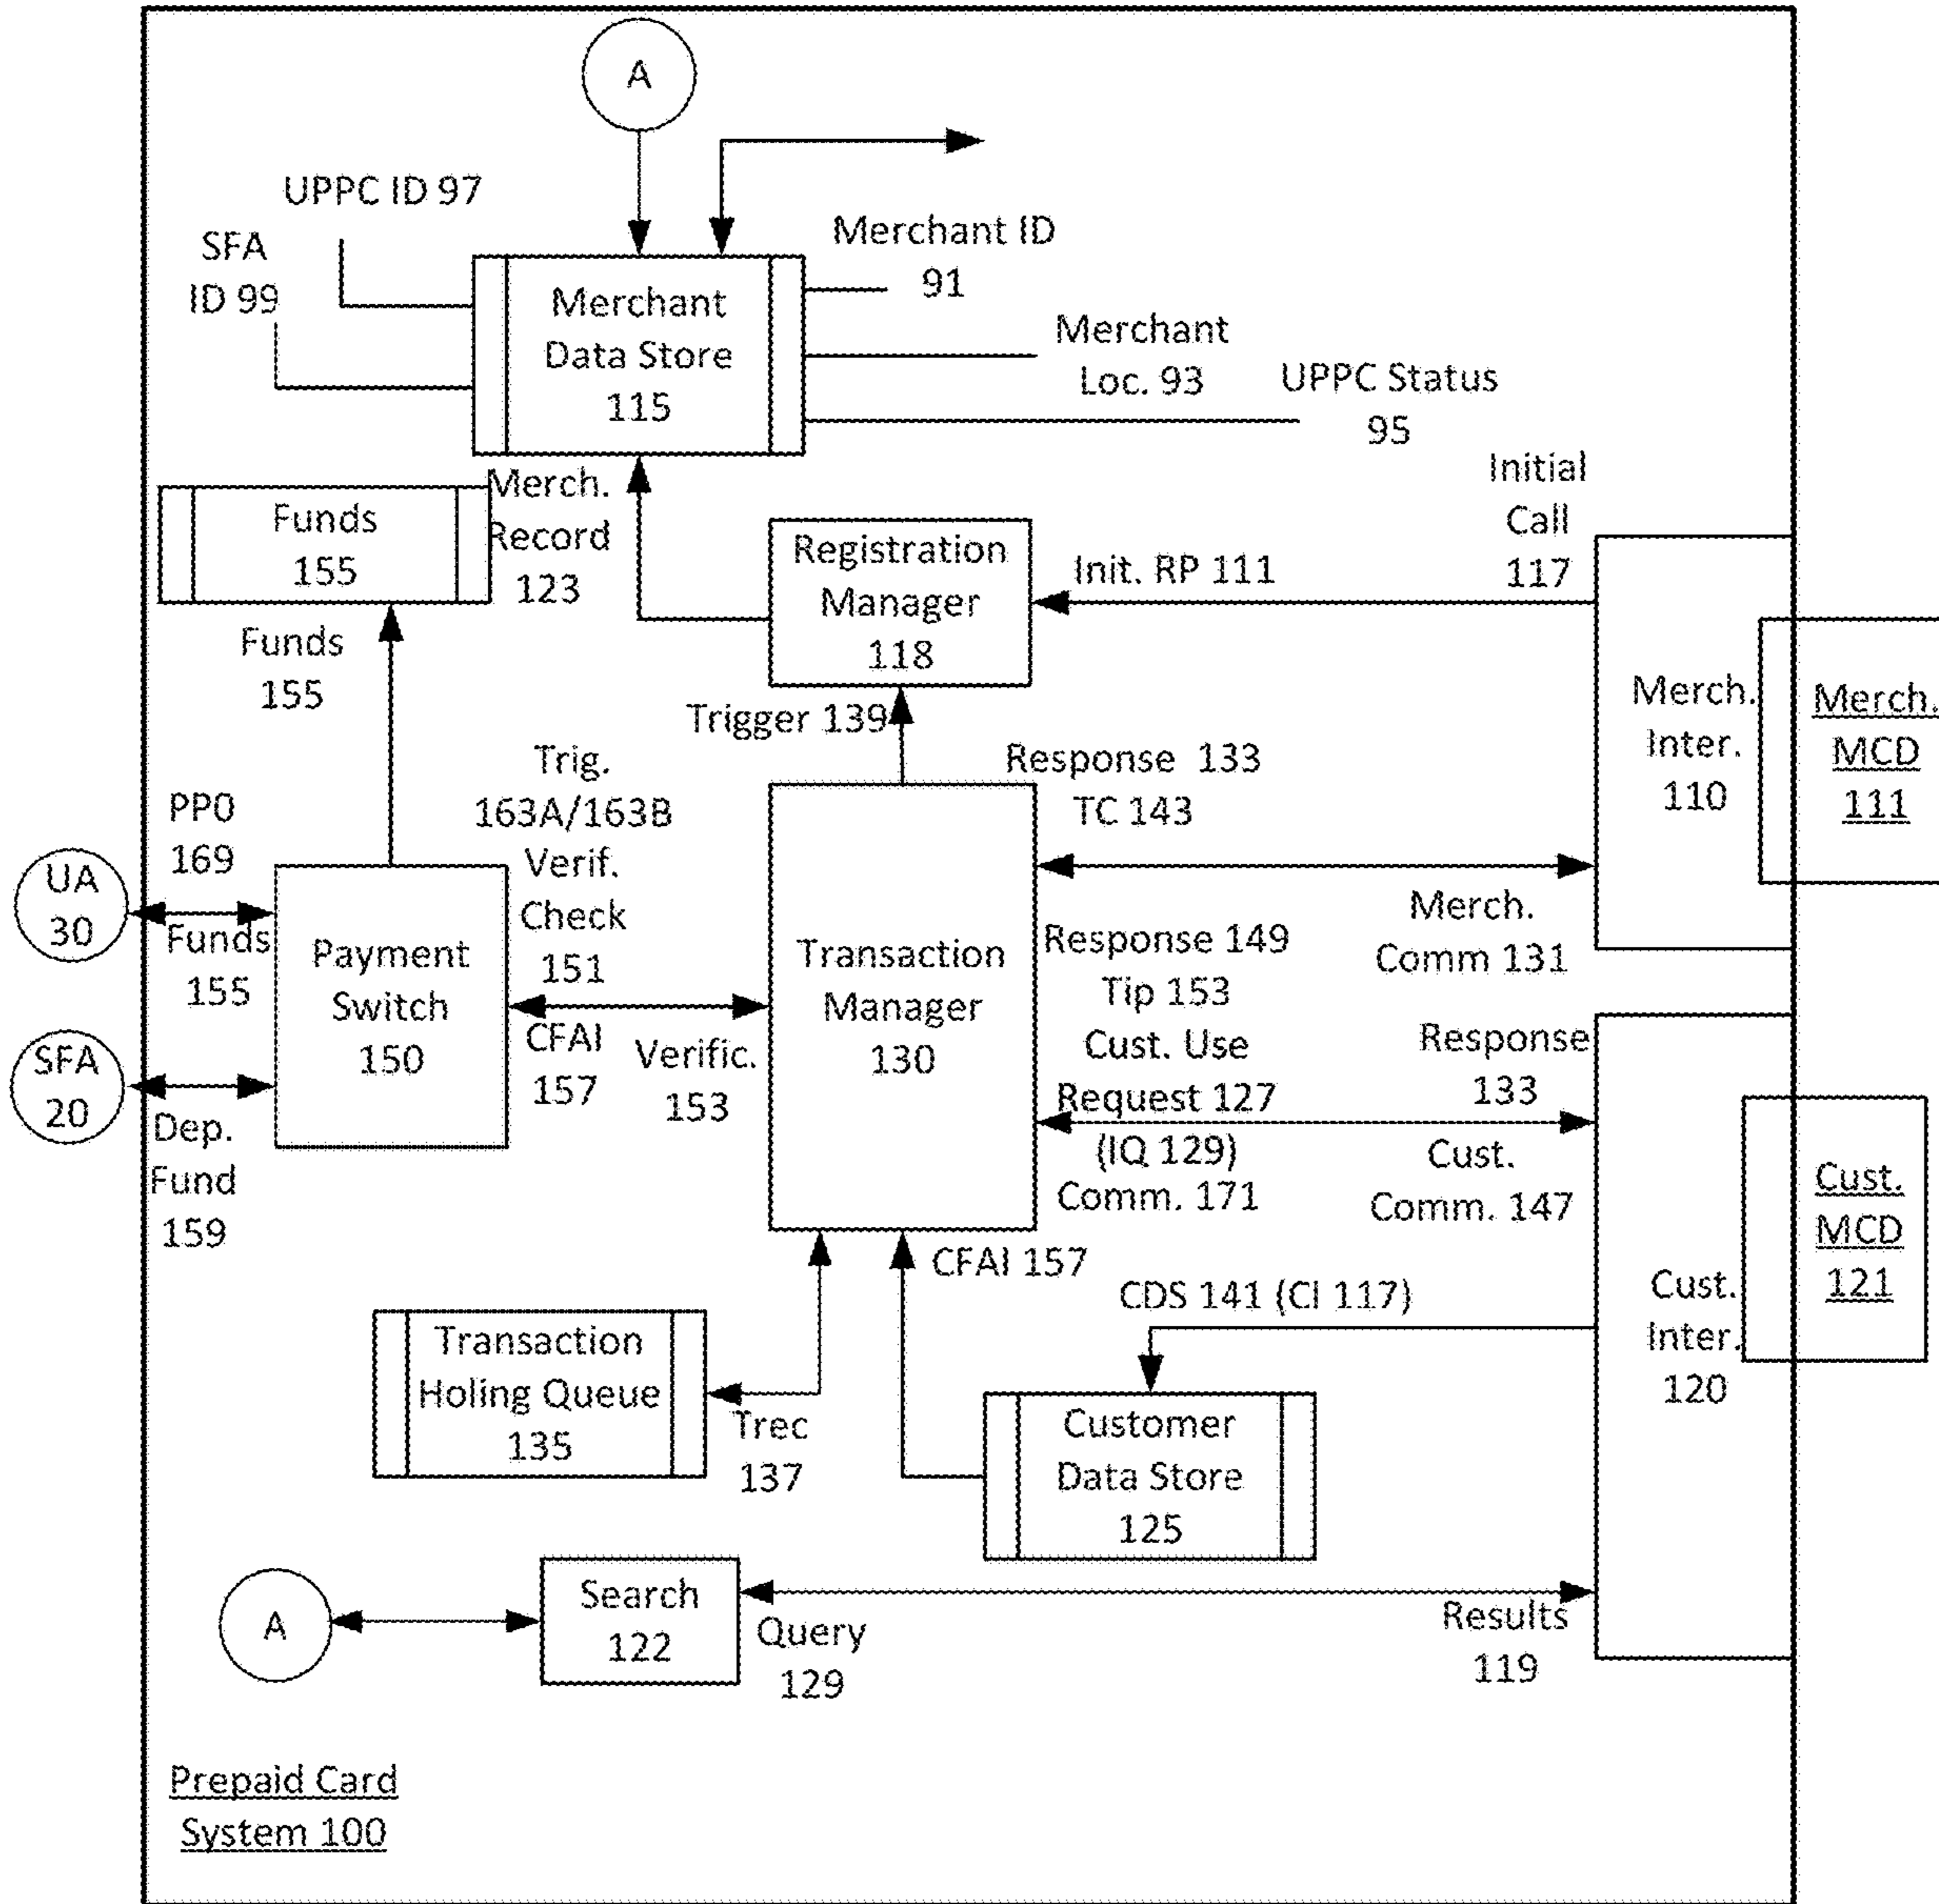 A
UPPC ID 97
SFA
ID 99
Merchant
Data Store
115
Merchant ID
91
Merchant
Loc. 93
UPPC Status
95
Funds
155
Merch.
Record
123
Registration
Manager
118
Init. RP 111
Initial
Call
117
Funds
155
Trigger 139
Merch.
Inter.
110
Merch.
MCD
111
PP0
169
UA
30
Funds
155
SFA
20
Dep.
Fund
159
Payment
Switch
150
Trig.
163A/163B
Verif.
Check
151
CFAI
157
Verific.
153
Transaction
Manager
130
Response 133
TC 143
Merch.
Comm 131
Response 149
Tip 153
Cust. Use
Request 127
(IQ 129)
Comm. 171
Response
133
Cust.
Comm. 147
Cust.
Inter.
120
Cust.
MCD
121
CFAI 157
CDS 141 (CI 117)
Transaction
Holing Queue
135
Trec
137
Customer
Data Store
125
A
Search
122
Query
129
Results
119
Prepaid Card
System 100